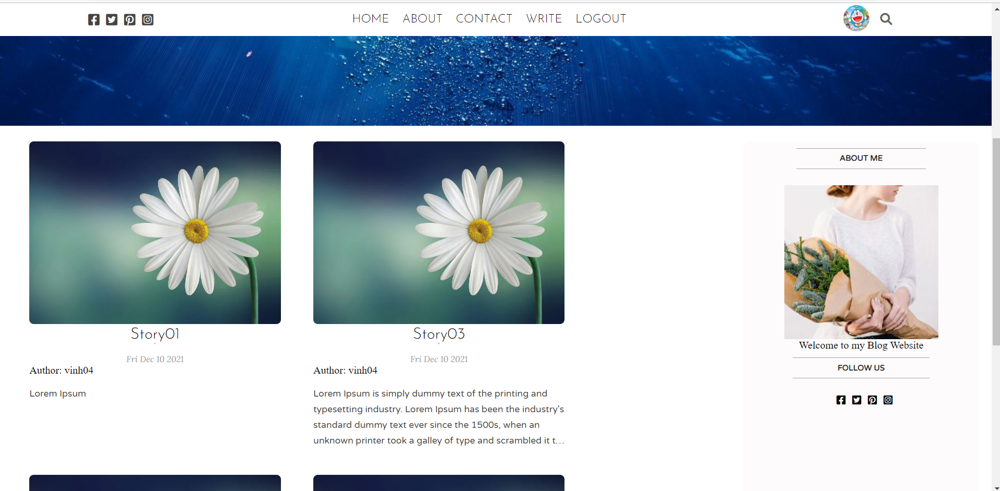 HOME ABOUT CONTACT WRITE LOGOUT
Story01
Fri Dec 10 2021
Author: vinh04
Lorem Ipsum
Story03
Fri Dec 10 2021
Author: vinh04
Lorem Ipsum is simply dummy text of the printing and
typesetting industry. Lorem Ipsum has been the industry's
standard dummy text ever since the 1500s, when an
unknown printer took a galley of type and scrambled it t...
ABOUT ME
Welcome to my Blog Website
FOLLOW US